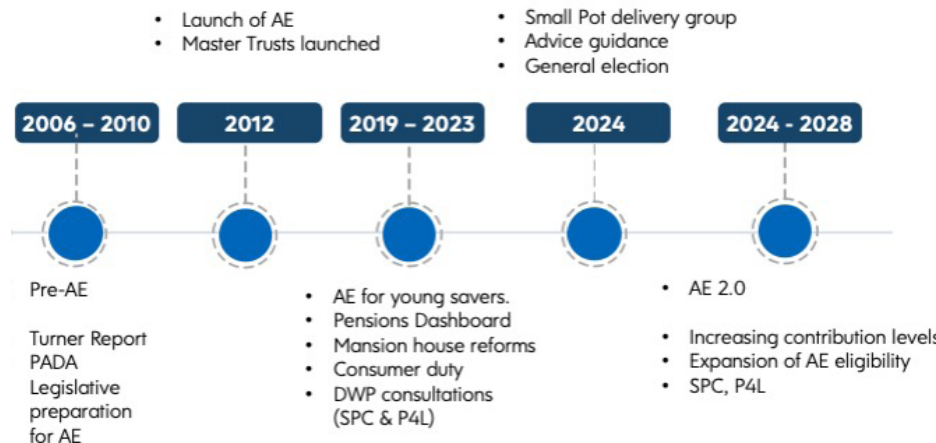 • Launch of AE
• Master Trusts launched
• Small Pot delivery group
• Advice guidance
• General election
2006 – 2010
2012
2019 – 2023
2024
2024 - 2028
Pre-AE
Turner Report
PADA
Legislative
preparation
for AE
• AE for young savers.
• Pensions Dashboard
• Mansion house reforms
• Consumer duty
• DWP consultations
(SPC & P4L)
• AE 2.0
• Increasing contribution levels
• Expansion of AE eligibility
• SPC, P4L